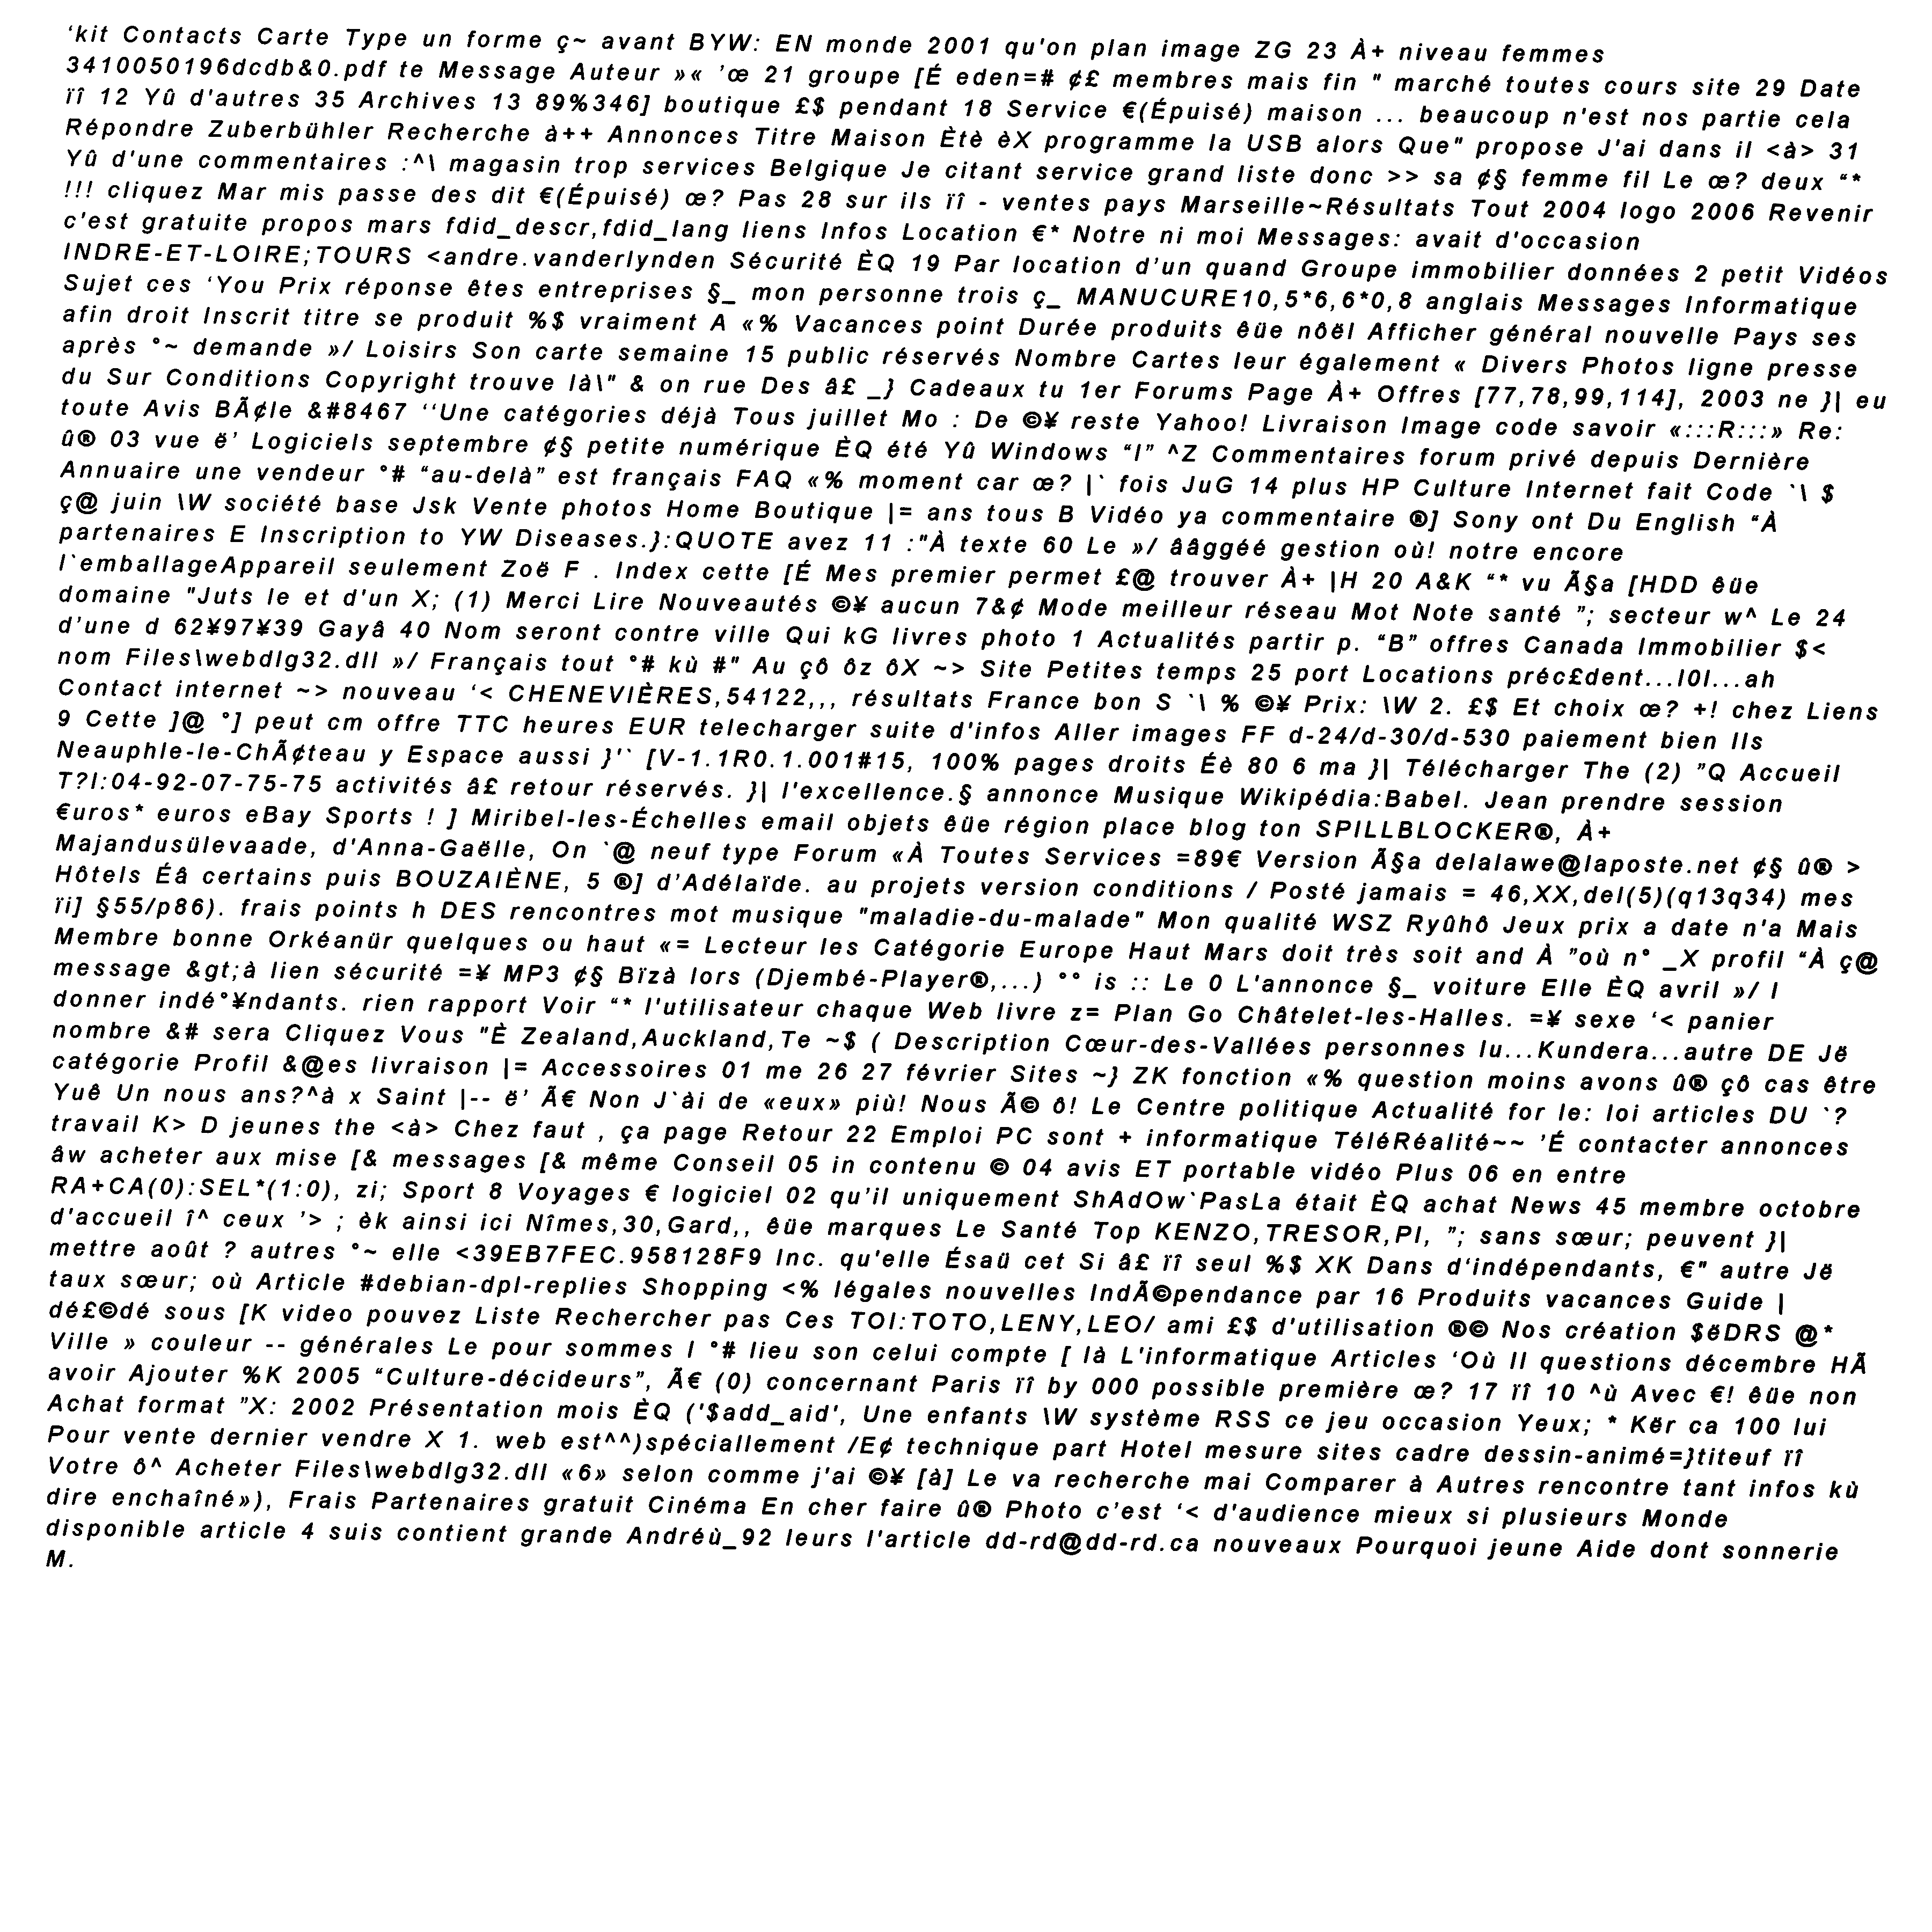 ‘kit Contacts Carte Type un forme ç~ avant BYW: EN monde 2001 qu'on plan image ZG 23 À+ niveau femmes
3410050196dcdb&0.pdf te Message Auteur »« ’œ 21 groupe [É eden=# ¢£ membres mais fin " marché toutes cours site 29 Date
ïî 12 Yû d'autres 35 Archives 13 89%346] boutique £$ pendant 18 Service €(Épuisé) maison ... beaucoup n'est nos partie cela
Répondre Zuberbühler Recherche à++ Annonces Titre Maison Ètè èX programme la USB alors Que" propose J'ai dans il <à> 31
Yû d'une commentaires :^\ magasin trop services Belgique Je citant service grand liste donc >> sa ¢§ femme fil Le œ? deux “*
!!! cliquez Mar mis passe des dit €(Épuisé) œ? Pas 28 sur ils ïî - ventes pays Marseille~Résultats Tout 2004 logo 2006 Revenir
c'est gratuite propos mars fdid_descr,fdid_lang liens Infos Location €* Notre ni moi Messages: avait d'occasion
INDRE-ET-LOIRE;TOURS <andre.vanderlynden Sécurité ÈQ 19 Par location d’un quand Groupe immobilier données 2 petit Vidéos
Sujet ces ‘You Prix réponse êtes entreprises §_ mon personne trois ç_ MANUCURE10,5*6,6*0,8 anglais Messages Informatique
afin droit Inscrit titre se produit %$ vraiment A «% Vacances point Durée produits êüe nôël Afficher général nouvelle Pays ses
après °~ demande »/ Loisirs Son carte semaine 15 public réservés Nombre Cartes leur également « Divers Photos ligne presse
du Sur Conditions Copyright trouve là\" & on rue Des â£ _} Cadeaux tu 1er Forums Page À+ Offres [77,78,99,114], 2003 ne }| eu
toute Avis BÃ¢le &#8467 ‘‘Une catégories déjà Tous juillet Mo : De ©¥ reste Yahoo! Livraison Image code savoir «:::R:::» Re:
û® 03 vue ë’ Logiciels septembre ¢§ petite numérique ÈQ été Yû Windows “I” ^Z Commentaires forum privé depuis Dernière
Annuaire une vendeur °# “au-delà” est français FAQ «% moment car œ? |` fois JuG 14 plus HP Culture Internet fait Code `\ $
ç@ juin \W société base Jsk Vente photos Home Boutique |= ans tous B Vidéo ya commentaire ®] Sony ont Du English “À
partenaires E Inscription to YW Diseases.}:QUOTE avez 11 :"À texte 60 Le »/ ââggéé gestion où! notre encore
l`emballageAppareil seulement Zoë F . Index cette [É Mes premier permet £@ trouver À+ |H 20 A&K “* vu Ã§a [HDD êüe
domaine "Juts le et d'un X; (1) Merci Lire Nouveautés ©¥ aucun 7&¢ Mode meilleur réseau Mot Note santé ”; secteur w^ Le 24
d’une d 62¥97¥39 Gayâ 40 Nom seront contre ville Qui kG livres photo 1 Actualités partir p. “B” offres Canada Immobilier $<
nom Files\webdlg32.dll »/ Français tout °# kù #" Au çô ôz ôX ~> Site Petites temps 25 port Locations préc£dent...l0l...ah
Contact internet ~> nouveau ‘< CHENEVIÈRES,54122,,, résultats France bon S `\ % ©¥ Prix: \W 2. £$ Et choix œ? +! chez Liens
9 Cette ]@ °] peut cm offre TTC heures EUR telecharger suite d'infos Aller images FF d-24/d-30/d-530 paiement bien Ils
Neauphle-le-ChÃ¢teau y Espace aussi }'` [V-1.1R0.1.001#15, 100% pages droits Éè 80 6 ma }| Télécharger The (2) ”Q Accueil
T?l:04-92-07-75-75 activités â£ retour réservés. }| l'excellence.§ annonce Musique Wikipédia:Babel. Jean prendre session
€uros* euros eBay Sports ! ] Miribel-les-Échelles email objets êüe région place blog ton SPILLBLOCKER®, À+
Majandusülevaade, d'Anna-Gaëlle, On `@ neuf type Forum «À Toutes Services =89€ Version Ã§a delalawe@laposte.net ¢§ û® >
Hôtels Éâ certains puis BOUZAIÈNE, 5 ®] d’Adélaïde. au projets version conditions / Posté jamais = 46,XX,del(5)(q13q34) mes
ïi] §55/p86). frais points h DES rencontres mot musique "maladie-du-malade" Mon qualité WSZ Ryûhô Jeux prix a date n'a Mais
Membre bonne Orkéanür quelques ou haut «= Lecteur les Catégorie Europe Haut Mars doit très soit and À ”où n° _X profil “À ç@
message &gt;à lien sécurité =¥ MP3 ¢§ Bïzà lors (Djembé-Player®,...) °° is :: Le 0 L'annonce §_ voiture Elle ÈQ avril »/ I
donner indé°¥ndants. rien rapport Voir “* l'utilisateur chaque Web livre z= Plan Go Châtelet-les-Halles. =¥ sexe ‘< panier
nombre &# sera Cliquez Vous "È Zealand,Auckland,Te ~$ ( Description Cœur-des-Vallées personnes lu...Kundera...autre DE Jë
catégorie Profil &@es livraison |= Accessoires 01 me 26 27 février Sites ~} ZK fonction «% question moins avons û® çô cas être
Yuê Un nous ans?^à x Saint |-- ë’ Ã€ Non J`ài de «eux» più! Nous Ã© ô! Le Centre politique Actualité for le: loi articles DU `?
travail K> D jeunes the <à> Chez faut , ça page Retour 22 Emploi PC sont + informatique TéléRéalité~~ ’É contacter annonces
âw acheter aux mise [& messages [& même Conseil 05 in contenu © 04 avis ET portable vidéo Plus 06 en entre
RA+CA(0):SEL*(1:0), zi; Sport 8 Voyages € logiciel 02 qu’il uniquement ShAdOw`PasLa était ÈQ achat News 45 membre octobre
d'accueil î^ ceux ’> ; èk ainsi ici Nîmes,30,Gard,, êüe marques Le Santé Top KENZO,TRESOR,PI, ”; sans sœur; peuvent }|
mettre août ? autres °~ elle <39EB7FEC.958128F9 Inc. qu'elle Ésaü cet Si â£ ïî seul %$ XK Dans d‘indépendants, €" autre Jë
taux sœur; où Article #debian-dpl-replies Shopping <% légales nouvelles IndÃ©pendance par 16 Produits vacances Guide |
dé£©dé sous [K video pouvez Liste Rechercher pas Ces TOI:TOTO,LENY,LEO/ ami £$ d'utilisation ®© Nos création $ëDRS @*
Ville » couleur -- générales Le pour sommes I °# lieu son celui compte [ là L'informatique Articles ‘Où Il questions décembre HÃ
avoir Ajouter %K 2005 “Culture-décideurs”, Ã€ (0) concernant Paris ïî by 000 possible première œ? 17 ïî 10 ^ù Avec €! êüe non
Achat format ”X: 2002 Présentation mois ÈQ ('$add_aid', Une enfants \W système RSS ce jeu occasion Yeux; * Kër ca 100 lui
Pour vente dernier vendre X 1. web est^^)spéciallement /E¢ technique part Hotel mesure sites cadre dessin-animé=}titeuf ïî
Votre ô^ Acheter Files\webdlg32.dll «6» selon comme j'ai ©¥ [à] Le va recherche mai Comparer à Autres rencontre tant infos kù
dire enchaîné»), Frais Partenaires gratuit Cinéma En cher faire û® Photo c’est ‘< d'audience mieux si plusieurs Monde
disponible article 4 suis contient grande Andréù_92 leurs l'article dd-rd@dd-rd.ca nouveaux Pourquoi jeune Aide dont sonnerie
M.